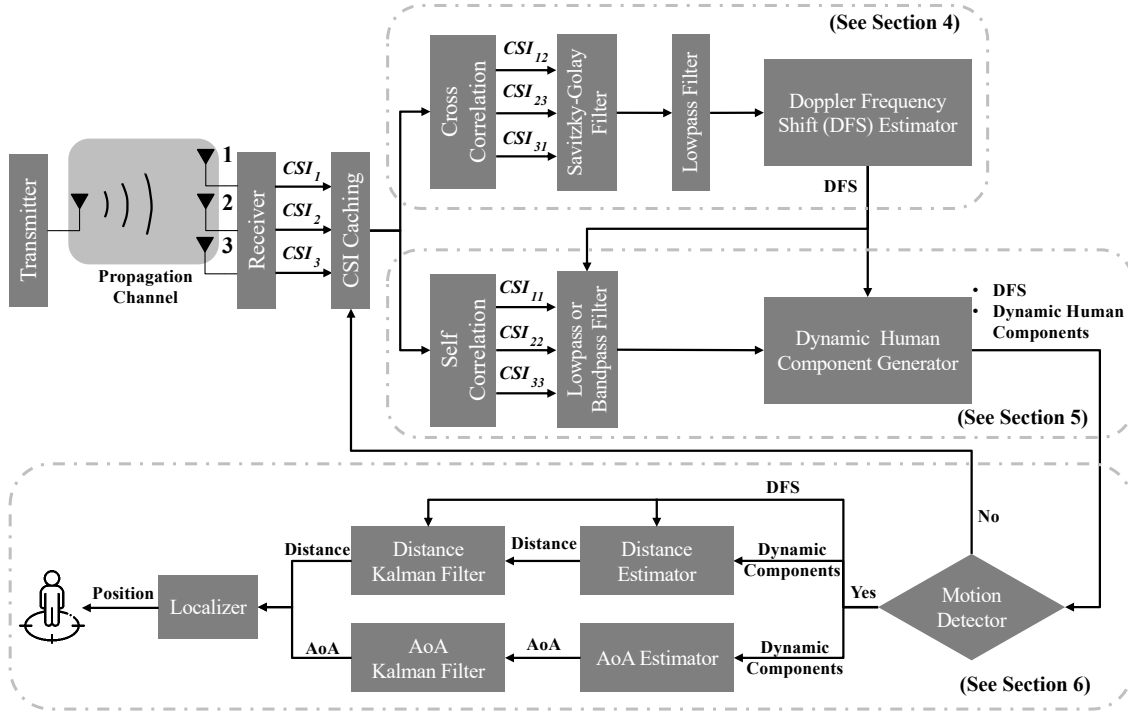 (See Section 4)
Transmitter
Propagation
Channel
1
2
3
Receiver
CSI1
CSI2
CSI3
CSI Caching
Cross
Correlation
CSI12
CSI23
CSI31
Savitzky-Golay
Filter
Lowpass Filter
Doppler Frequency
Shift (DFS) Estimator
DFS
Self
Correlation
CSI11
CSI22
CSI33
Lowpass or
Bandpass Filter
Dynamic Human
Component Generator
• DFS
• Dynamic Human
Components
(See Section 5)
DFS
No
Motion
Detector
Yes
Dynamic
Components
Distance
Estimator
Distance
Distance
Kalman Filter
Distance
Dynamic
Components
AoA Estimator
AoA
AoA
Kalman Filter
AoA
Localizer
Position
(See Section 6)